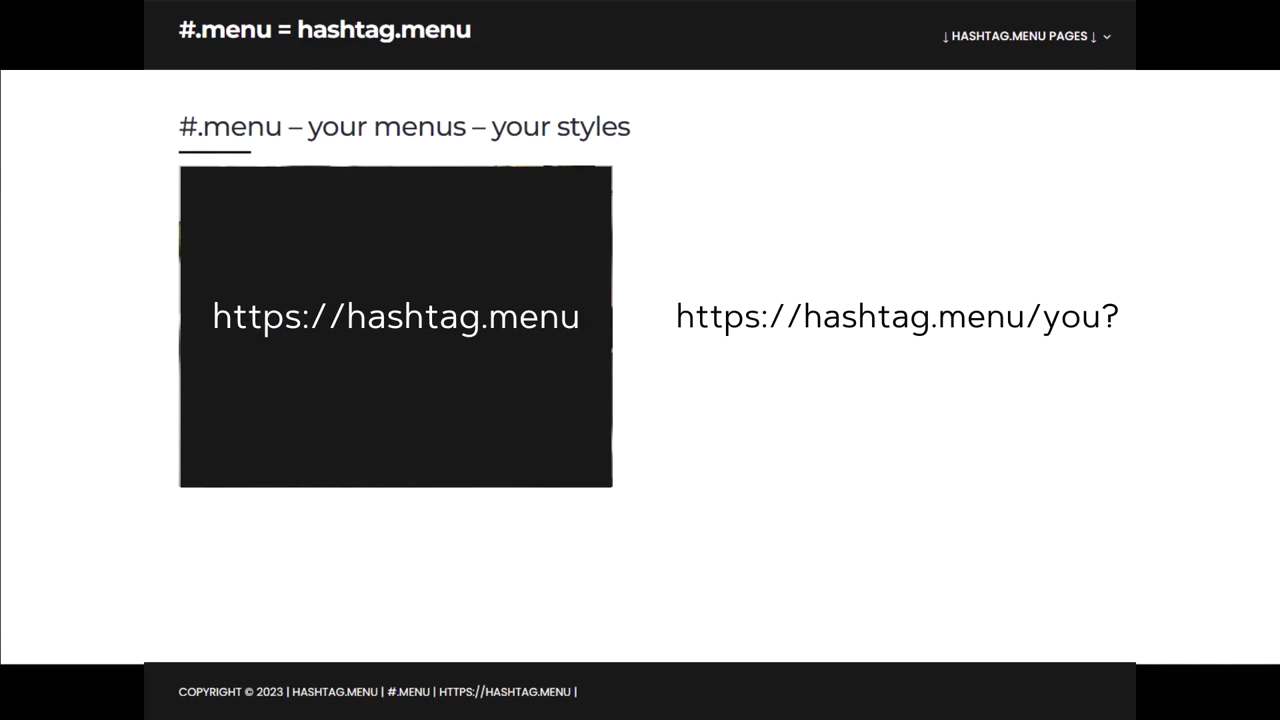 #.menu = hashtag.menu
↓ HASHTAG.MENU PAGES ↓
#.menu – your menus – your styles
https://hashtag.menu
https://hashtag.menu/you?
COPYRIGHT © 2023 | HASHTAG.MENU | #.MENU | HTTPS://HASHTAG.MENU |